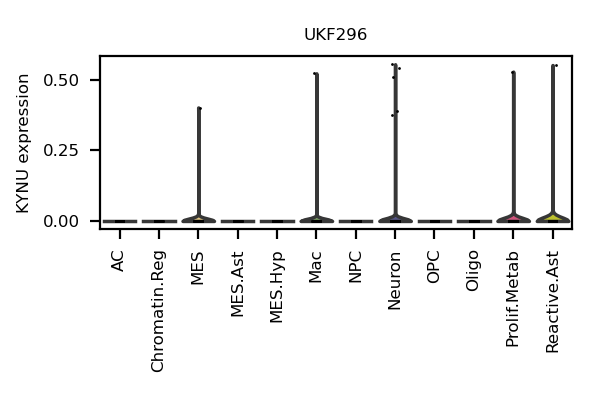 UKF296
KYNU expression
0.50
0.25
0.00
AC
Chromatin.Reg
MES
MES.Ast
MES.Hyp
Mac
NPC
Neuron
OPC
Oligo
Prolif.Metab
Reactive.Ast